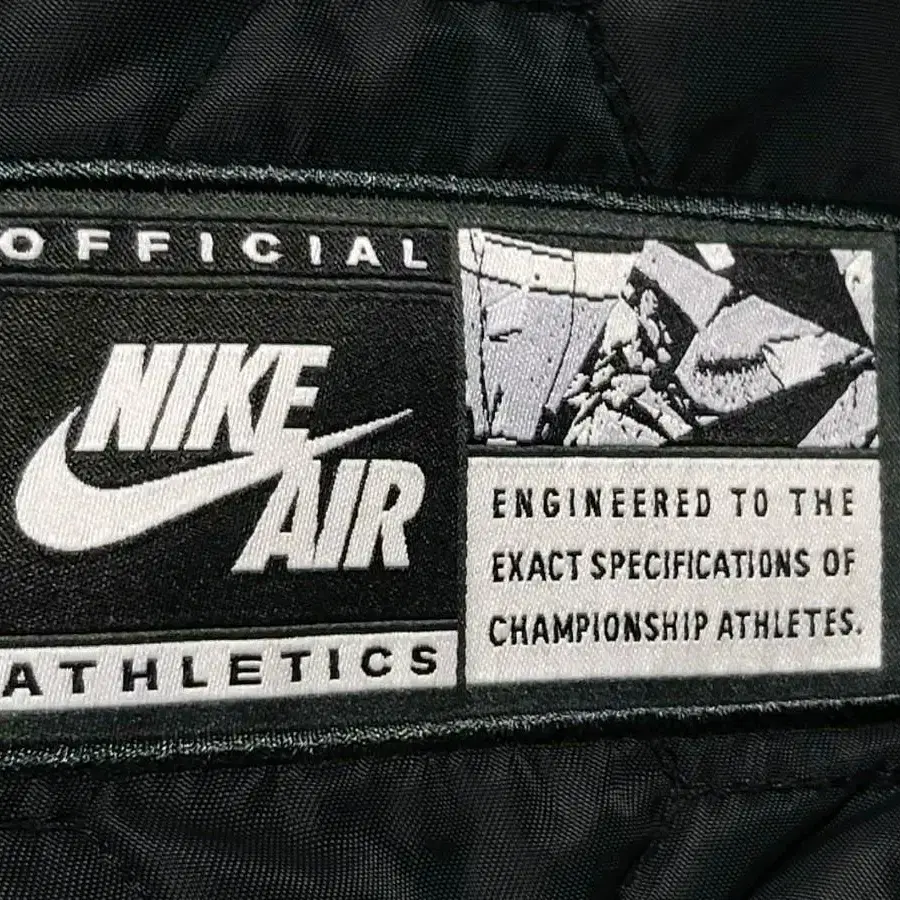 OFFICIAL
NIKE
AIR
ATHLETICS
ENGINEERED TO THE
EXACT SPECIFICATIONS OF
CHAMPIONSHIP ATHLETES.